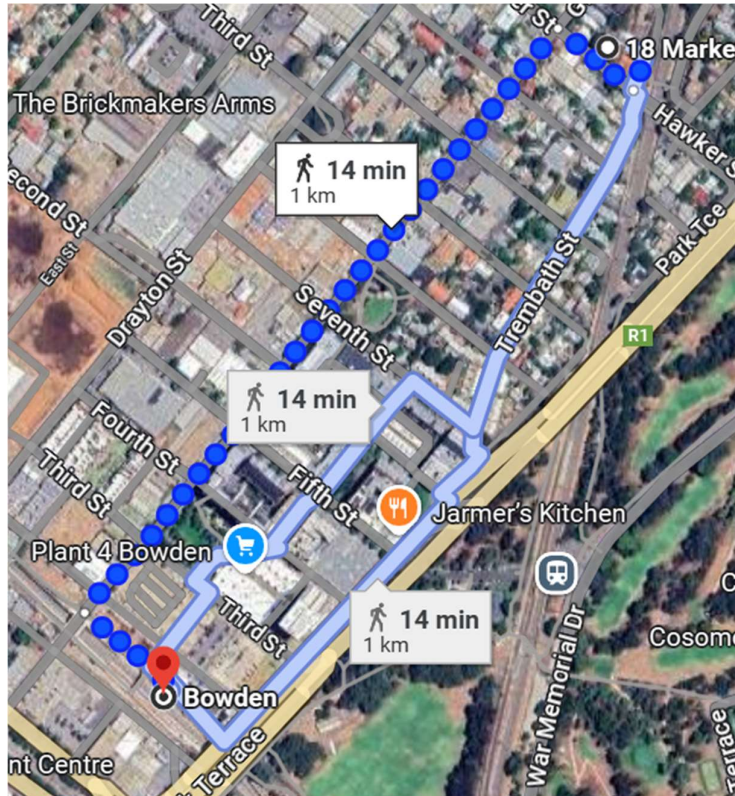 Third St
er St
G
18 Marke
The Brickmakers Arms
Hawker S
14 min
1 km
econd St
East St
Park Tce
Drayton St
Trembath St
Seventh St
R1
14 min
1 km
Fourth St
Third St
Fifth St
Jarmer's Kitchen
Plant 4 Bowden
Third St
14 min
1 km
Cosomo
C
War Memorial Dr
Bowden
nt Centre
k Terrace
Terrace